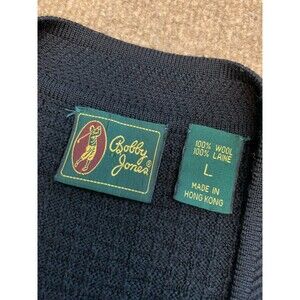 Bobby
Jones
100% WOOL
100% LAINE
L
MADE IN
HONG KONG